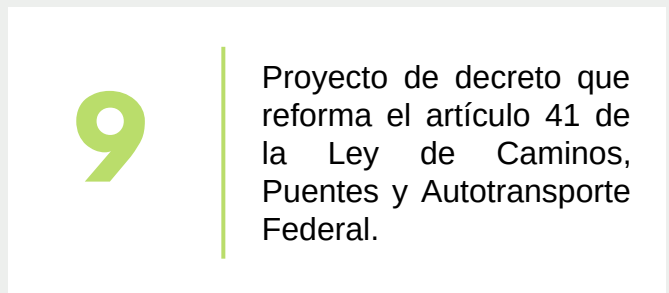 9
Proyecto de decreto que
reforma el artículo 41 de
la Ley de Caminos,
Puentes y Autotransporte
Federal.